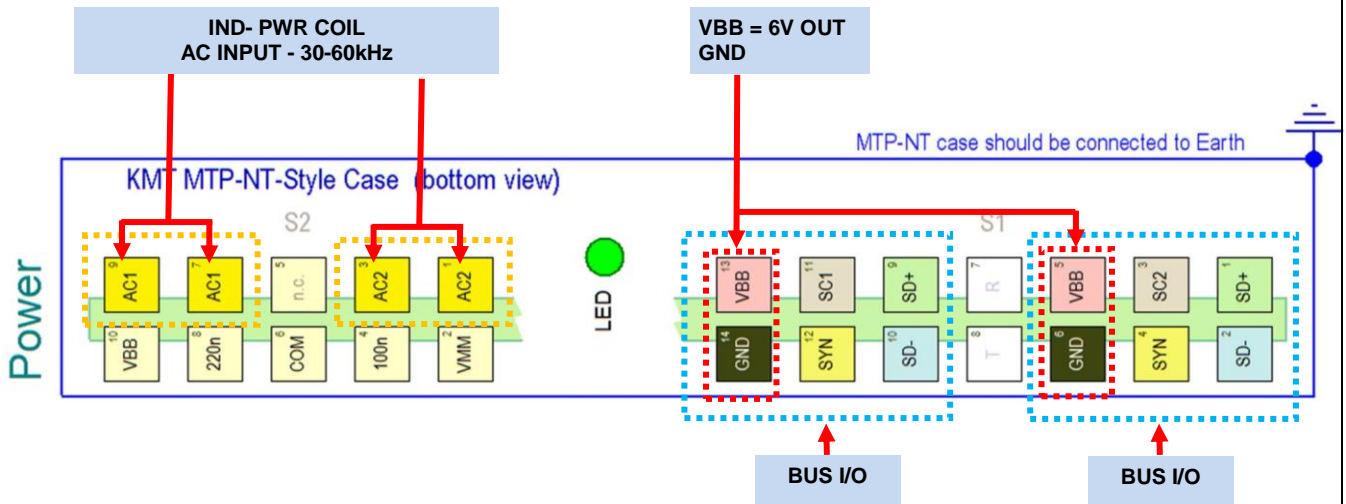 IND- PWR COIL
AC INPUT - 30-60kHz
VBB = 6V OUT
GND
MTP-NT case should be connected to Earth
KMT MTP-NT-Style Case (bottom view)
S2
S1
Power
9 AC1
7 AC1
5 n.c.
3 AC2
1 AC2
LED
13 VBB
11 SC1
9 SD+
7 R
5 VBB
3 SC2
1 SD+
10 VBB
8 220n
6 COM
4 100n
2 VMM
14 GND
12 SYN
10 SD-
8 T
6 GND
4 SYN
2 SD-
BUS I/O
BUS I/O